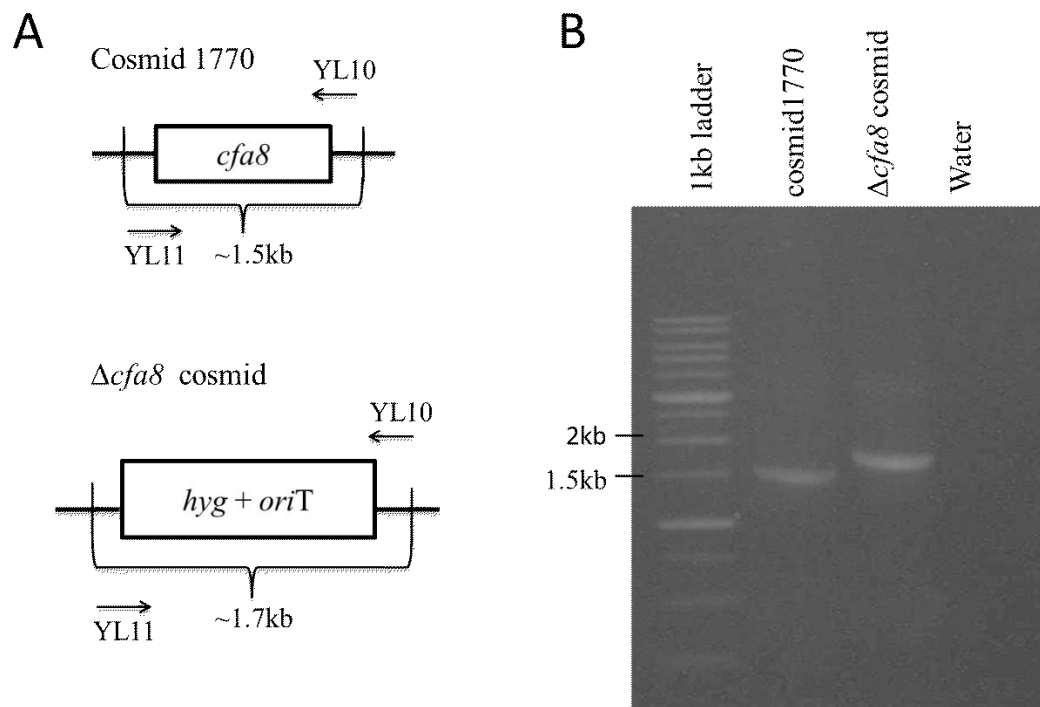 A
Cosmid 1770
YL10
cfa8
YL11
~1.5kb
Δcfa8 cosmid
YL10
hyg + oriT
YL11
~1.7kb
B
1kb ladder
cosmid1770
Δcfa8 cosmid
Water
2kb
1.5kb